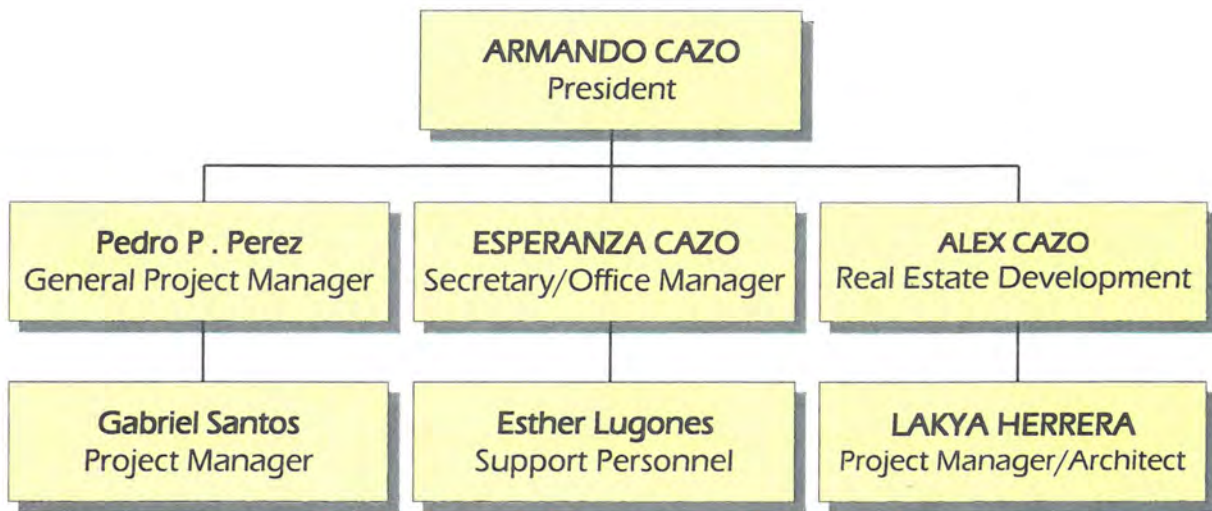 ARMANDO CAZO
President
Pedro P . Perez
General Project Manager
ESPERANZA CAZO
Secretary/Office Manager
ALEX CAZO
Real Estate Development
Gabriel Santos
Project Manager
Esther Lugones
Support Personnel
LAKYA HERRERA
Project Manager/Architect